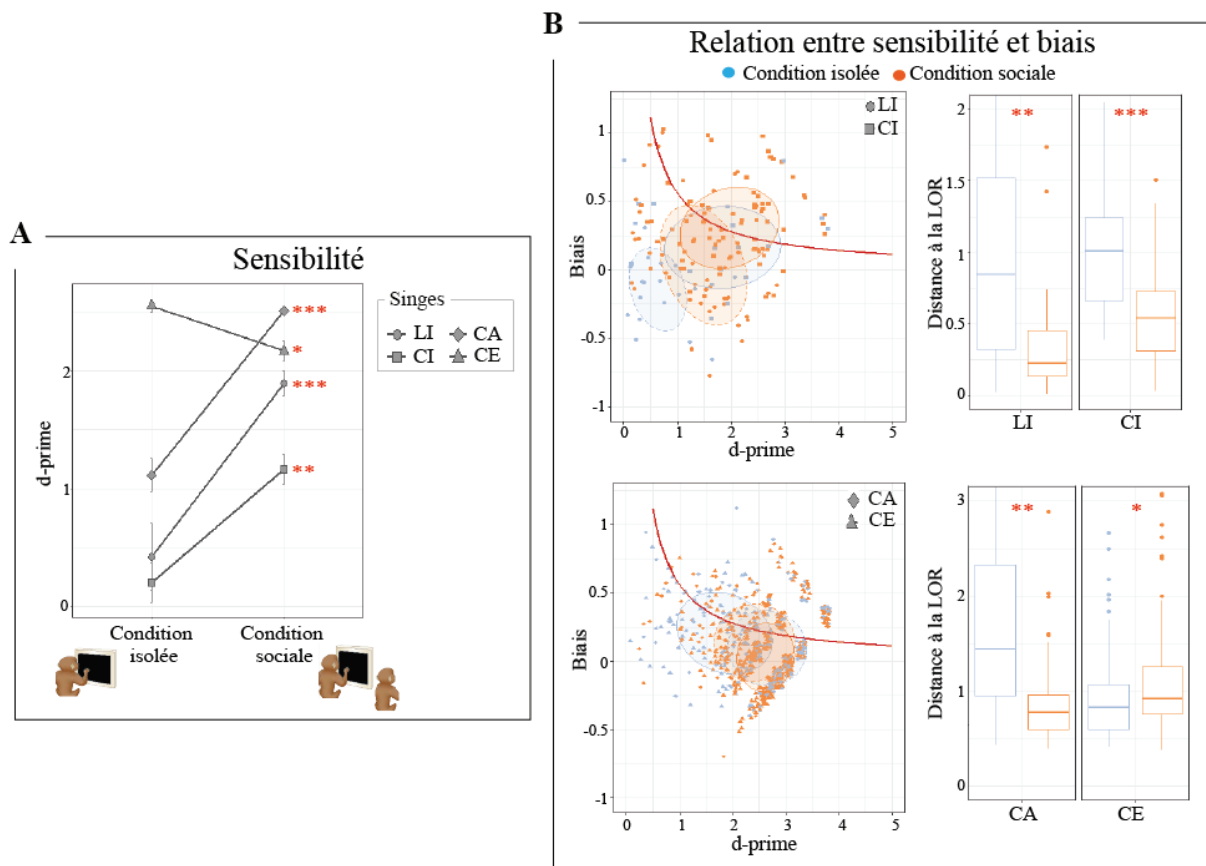 A
Sensibilité
d-prime
2
1
0
Condition
isolée
Condition
sociale
***
*
***
**
Singes
LI
CA
CI
CE
B
Relation entre sensibilité et biais
Condition isolée
Condition sociale
LI
CI
Biais
1
0.5
0
-0.5
-1
0
1
2
3
4
5
d-prime
Distance à la LOR
2
1.5
1
0.5
0
**
***
LI
CI
CA
CE
Biais
1
0.5
0
-0.5
-1
0
1
2
3
4
5
d-prime
Distance à la LOR
3
2
1
0
**
*
CA
CE